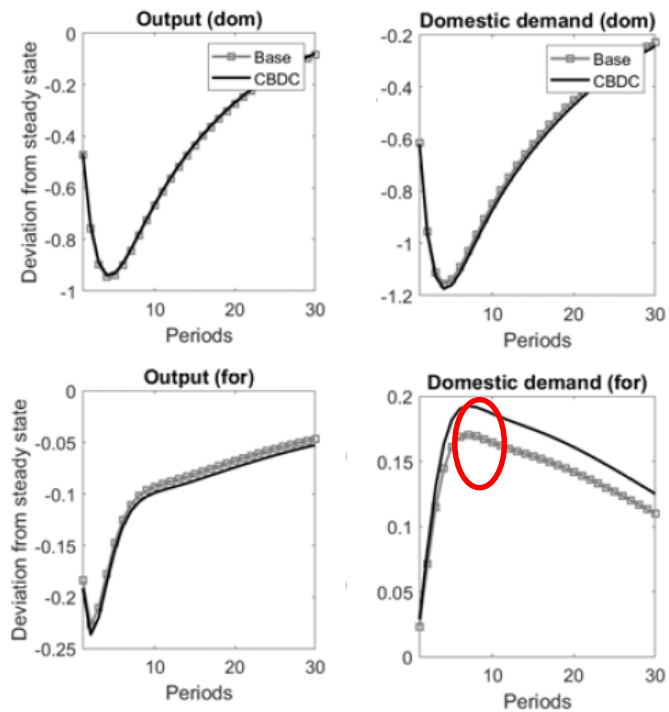 Output (dom)
0
-0.2
-0.4
-0.6
-0.8
-1
Deviation from steady state
Base
CBDC
10
20
30
Periods
Domestic demand (dom)
-0.2
-0.4
-0.6
-0.8
-1
-1.2
Base
CBDC
10
20
30
Periods
Output (for)
0
-0.05
-0.1
-0.15
-0.2
-0.25
Deviation from steady state
10
20
30
Periods
Domestic demand (for)
0.2
0.15
0.1
0.05
0
10
20
30
Periods